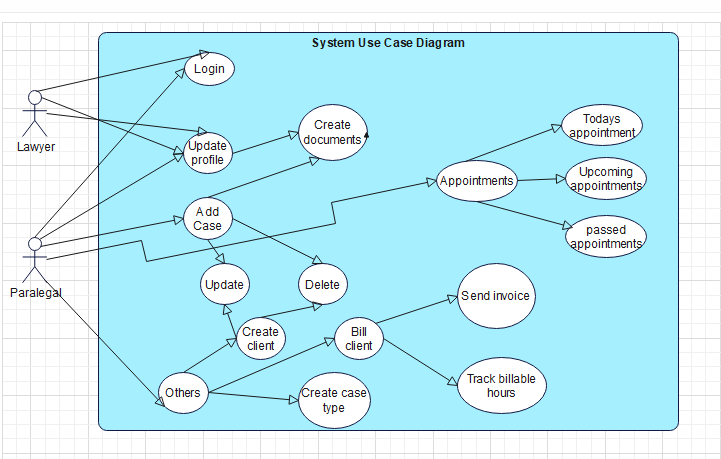 System Use Case Diagram
Login
Lawyer
Update
profile
Create
documents
Todays
appointment
Appointments
Upcoming
appointments
passed
appointments
Add
Case
Paralegal
Update
Delete
Send invoice
Create
client
Bill
client
Others
Create case
type
Track billable
hours